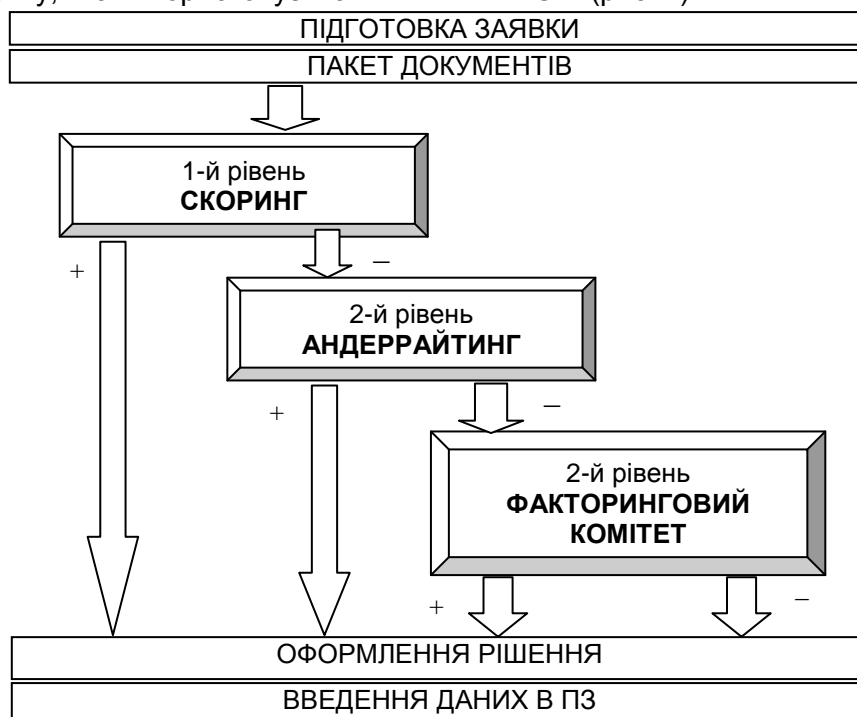 ПІДГОТОВКА ЗАЯВКИ
ПАКЕТ ДОКУМЕНТІВ
1-й рівень
СКОРИНГ
+
–
2-й рівень
АНДЕРРАЙТИНГ
+
–
2-й рівень
ФАКТОРИНГОВИЙ
КОМІТЕТ
+
–
ОФОРМЛЕННЯ РІШЕННЯ
ВВЕДЕННЯ ДАНИХ В ПЗ